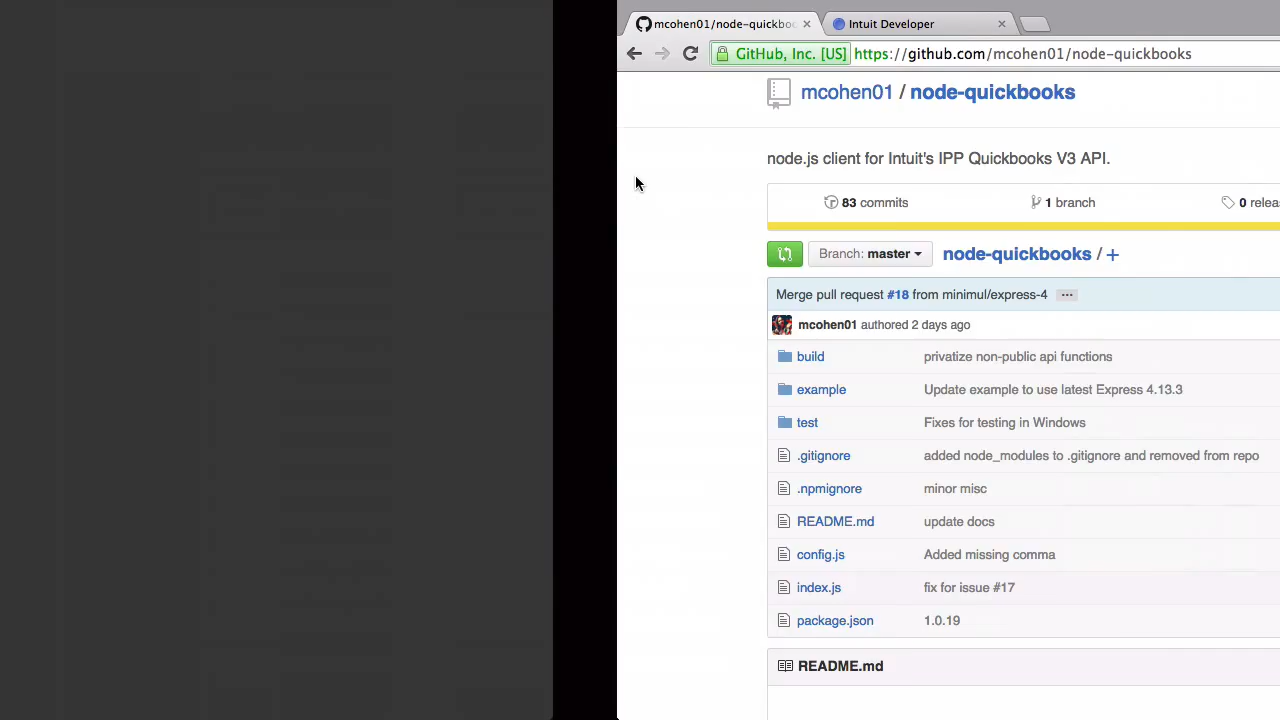 mcohen01/node-quickbo
Intuit Developer
GitHub, Inc. [US] https://github.com/mcohen01/node-quickbooks
mcohen01 / node-quickbooks
node.js client for Intuit's IPP Quickbooks V3 API.
83 commits 1 branch 0 relea
Branch: master node-quickbooks / +
Merge pull request #18 from minimul/express-4 ...
mcohen01 authored 2 days ago
build privatize non-public api functions
example Update example to use latest Express 4.13.3
test Fixes for testing in Windows
.gitignore added node_modules to .gitignore and removed from repo
.npmignore minor misc
README.md update docs
config.js Added missing comma
index.js fix for issue #17
package.json 1.0.19
README.md